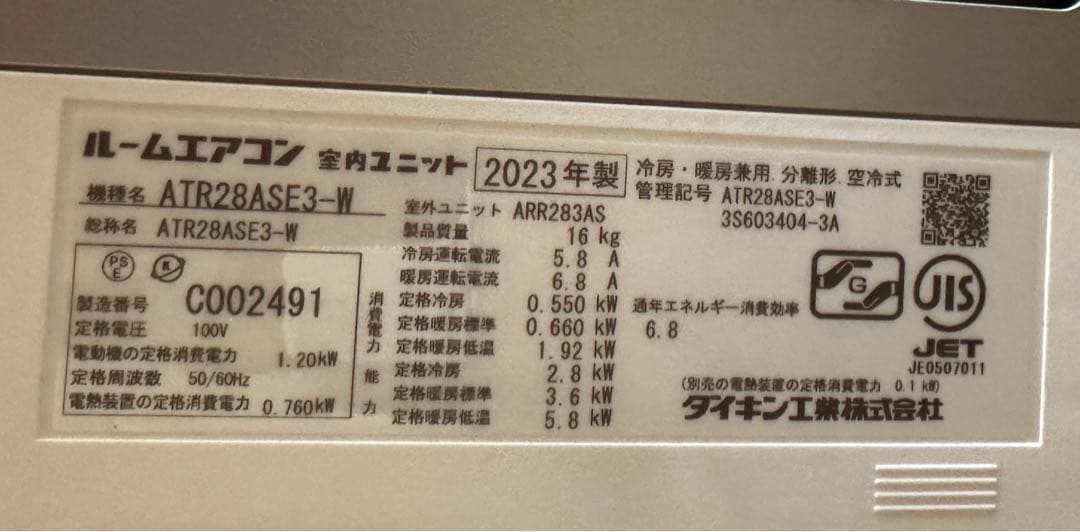 ルームエアコン 室内ユニット 2023年製
冷房・暖房兼用.分離形.空冷式
機種名 ATR28ASE3-W
総称名 ATR28ASE3-W
室外ユニット ARR283AS
管理記号 ATR28ASE3-W
3S603404-3A
製品質量 16 kg
PS
E
製造番号 C002491
定格電圧 100V
電動機の定格消費電力 1.20kW
定格周波数 50/60Hz
電熱装置の定格消費電力 0.760kW
冷房運転電流 5.8 A
暖房運転電流 6.8 A
消費電力
定格冷房 0.550 kW
定格暖房標準 0.660 kW
定格暖房低温 1.92 kW
能力
定格冷房 2.8 kW
定格暖房標準 3.6 kW
定格暖房低温 5.8 kW
通年エネルギー消費効率
6.8
G
JIS
JET
JE0507011
(別売の電熱装置の定格消費電力 0.1 kW)
ダイキン工業株式会社